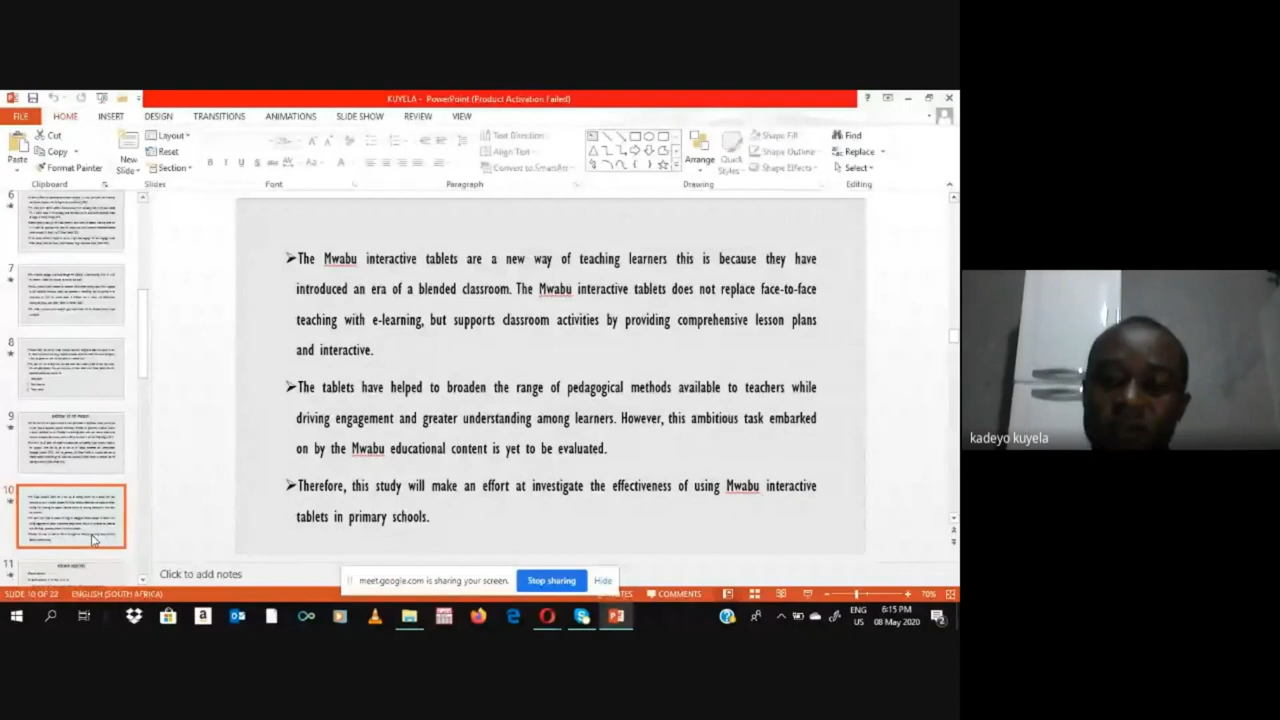 KUYELA - PowerPoint (Product Activation Failed)
FILE HOME INSERT DESIGN TRANSITIONS ANIMATIONS SLIDE SHOW REVIEW VIEW
Paste
Cut
Copy
Format Painter
Clipboard
New
Slide
Layout
Reset
Section
Slides
Font
Text Direction
Align Text
Convert to SmartArt
Paragraph
Arrange
Quick
Styles
Shape Fill
Shape Outline
Shape Effects
Drawing
Find
Replace
Select
Editing
6
7
8
9
10
11
➢The Mwabu interactive tablets are a new way of teaching learners this is because they have
introduced an era of a blended classroom. The Mwabu interactive tablets does not replace face-to-face
teaching with e-learning, but supports classroom activities by providing comprehensive lesson plans
and interactive.
➢The tablets have helped to broaden the range of pedagogical methods available to teachers while
driving engagement and greater understanding among learners. However, this ambitious task embarked
on by the Mwabu educational content is yet to be evaluated.
➢Therefore, this study will make an effort at investigate the effectiveness of using Mwabu interactive
tablets in primary schools.
kadeyo kuyela
Click to add notes
meet.google.com is sharing your screen. Stop sharing Hide
SLIDE 10 OF 22 ENGLISH (SOUTH AFRICA) COMMENTS 70%
ENG
US
6:15 PM
08 May 2020
2